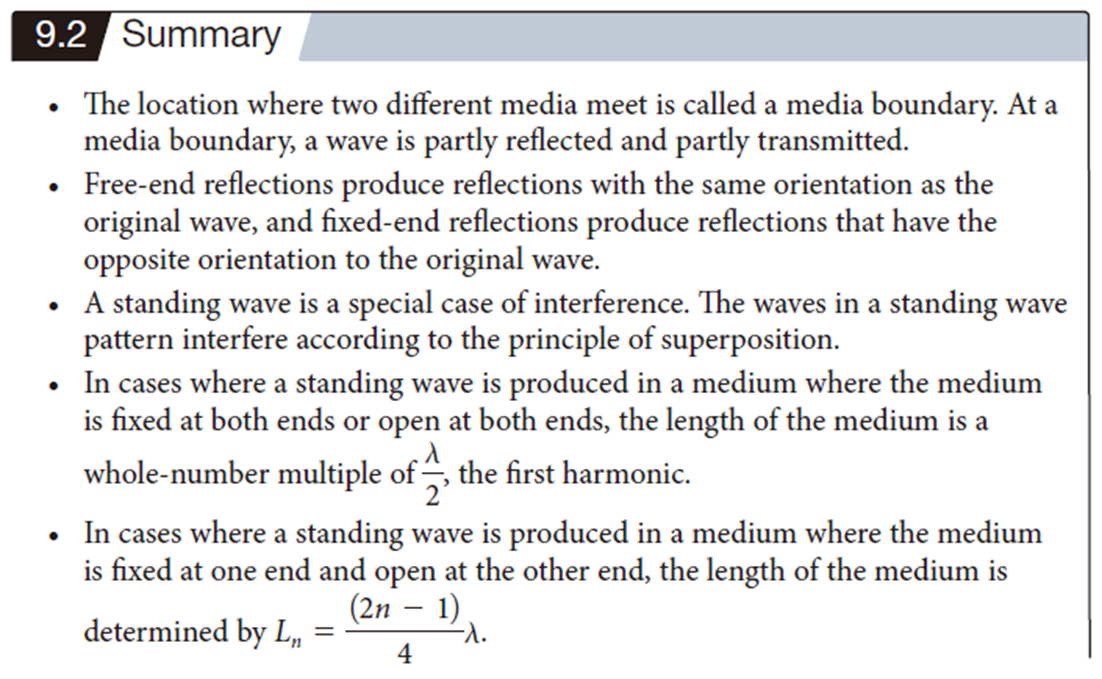 9.2 Summary
• The location where two different media meet is called a media boundary. At a
media boundary, a wave is partly reflected and partly transmitted.
• Free-end reflections produce reflections with the same orientation as the
original wave, and fixed-end reflections produce reflections that have the
opposite orientation to the original wave.
• A standing wave is a special case of interference. The waves in a standing wave
pattern interfere according to the principle of superposition.
• In cases where a standing wave is produced in a medium where the medium
is fixed at both ends or open at both ends, the length of the medium is a
whole-number multiple of λ/2, the first harmonic.
• In cases where a standing wave is produced in a medium where the medium
is fixed at one end and open at the other end, the length of the medium is
determined by Lₙ = (2n − 1)/4 λ.